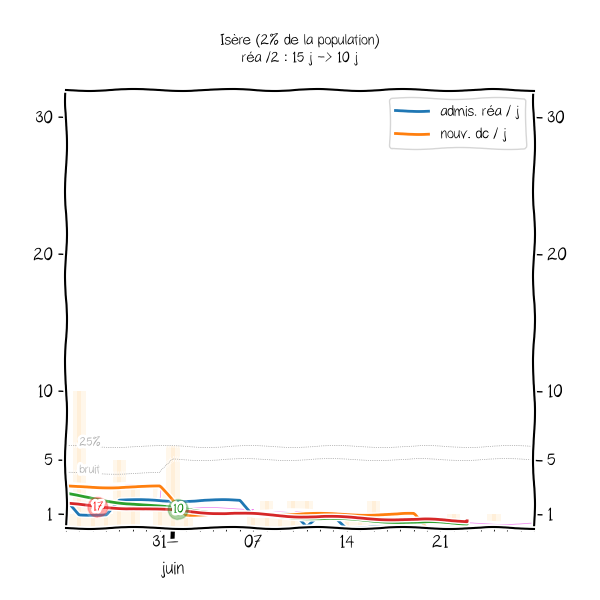 Isère (2% de la population)
réa /2 : 15 j -> 10 j
admis. réa / j
nouv. dc / j
30
30
20
20
10
10
25%
5
5
bruit
17
10
1
1
31
07
14
21
juin